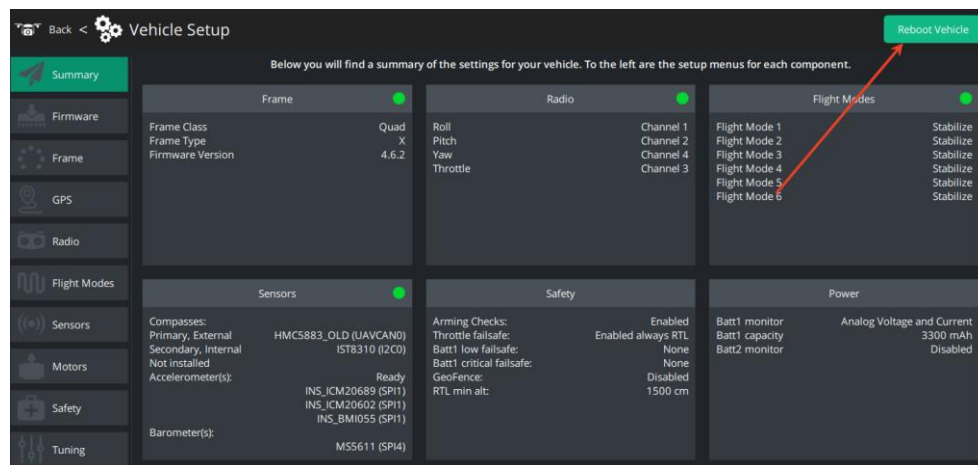 Back < Vehicle Setup
Reboot Vehicle
Below you will find a summary of the settings for your vehicle. To the left are the setup menus for each component.
Summary
Firmware
Frame
GPS
Radio
Flight Modes
Sensors
Motors
Safety
Tuning
Frame
Frame Class Quad
Frame Type X
Firmware Version 4.6.2
Radio
Roll Channel 1
Pitch Channel 2
Yaw Channel 4
Throttle Channel 3
Flight Modes
Flight Mode 1 Stabilize
Flight Mode 2 Stabilize
Flight Mode 3 Stabilize
Flight Mode 4 Stabilize
Flight Mode 5 Stabilize
Flight Mode 6 Stabilize
Sensors
Compasses:
Primary, External HMC5883_OLD (UAVCAN0)
Secondary, Internal IST8310 (I2C0)
Not installed
Accelerometer(s): Ready
INS_ICM20689 (SPI1)
INS_ICM20602 (SPI1)
INS_BMI055 (SPI1)
Barometer(s):
MS5611 (SPI4)
Safety
Arming Checks: Enabled
Throttle failsafe: Enabled always RTL
Batt1 low failsafe: None
Batt1 critical failsafe: None
GeoFence: Disabled
RTL min alt: 1500 cm
Power
Batt1 monitor Analog Voltage and Current
Batt1 capacity 3300 mAh
Batt2 monitor Disabled